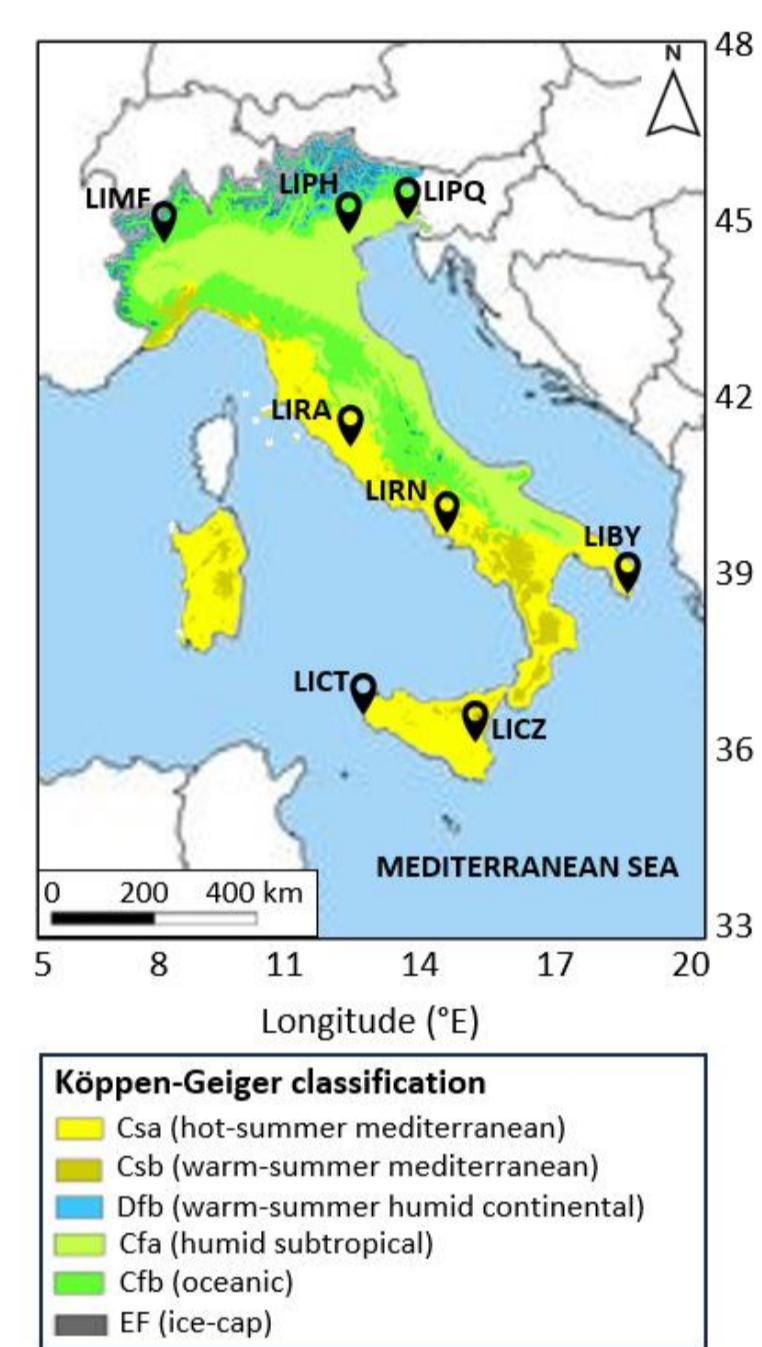 48
N
LIMF
LIPH
LIPQ
45
LIRA
42
LIRN
LIBY
39
LICT
LICZ
36
MEDITERRANEAN SEA
0 200 400 km
33
5 8 11 14 17 20
Longitude (°E)
Köppen-Geiger classification
Csa (hot-summer mediterranean)
Csb (warm-summer mediterranean)
Dfb (warm-summer humid continental)
Cfa (humid subtropical)
Cfb (oceanic)
EF (ice-cap)